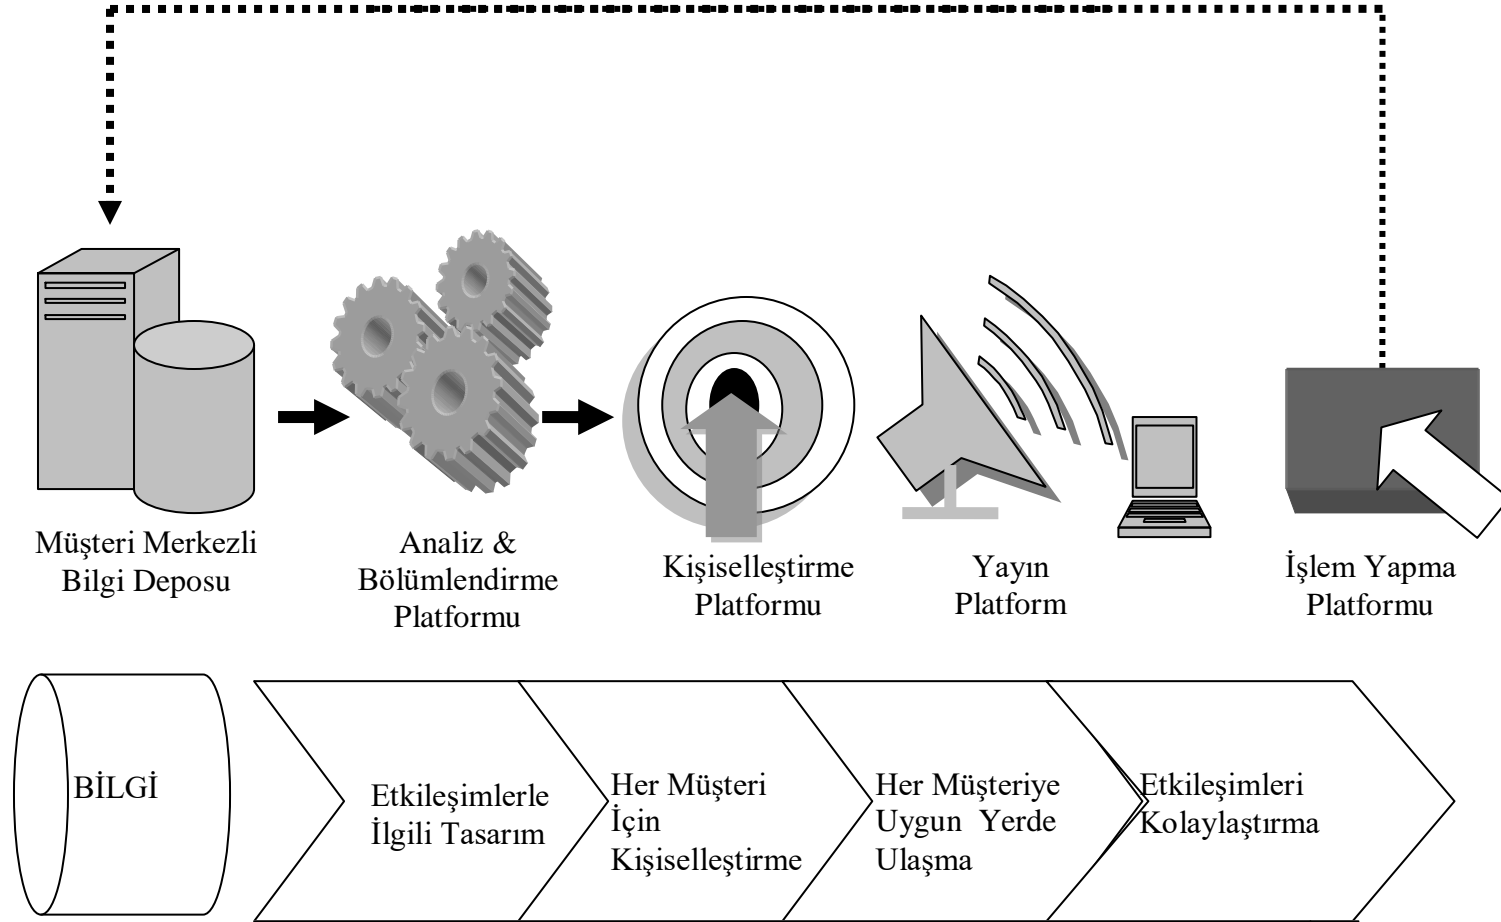 Müşteri Merkezli
Bilgi Deposu
Analiz &
Bölümlendirme
Platformu
Kişiselleştirme
Platformu
Yayın
Platform
İşlem Yapma
Platformu
BİLGİ
Etkileşimlerle
İlgili Tasarım
Her Müşteri
İçin
Kişiselleştirme
Her Müşteriye
Uygun Yerde
Ulaşma
Etkileşimleri
Kolaylaştırma